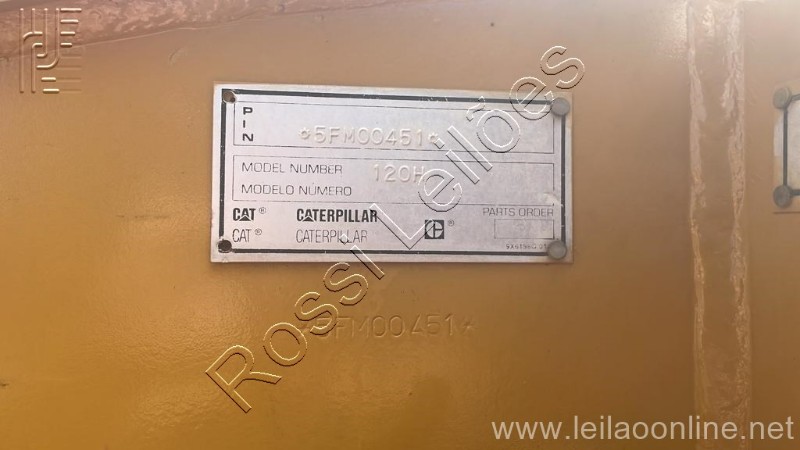 PIN
*5FM00451*
MODEL NUMBER 120H
MODELO NÚMERO
CAT® CATERPILLAR ® PARTS ORDER
CAT® CATERPILLAR
*5FM00451*
Rossi Leilões
www.leilaoonline.net